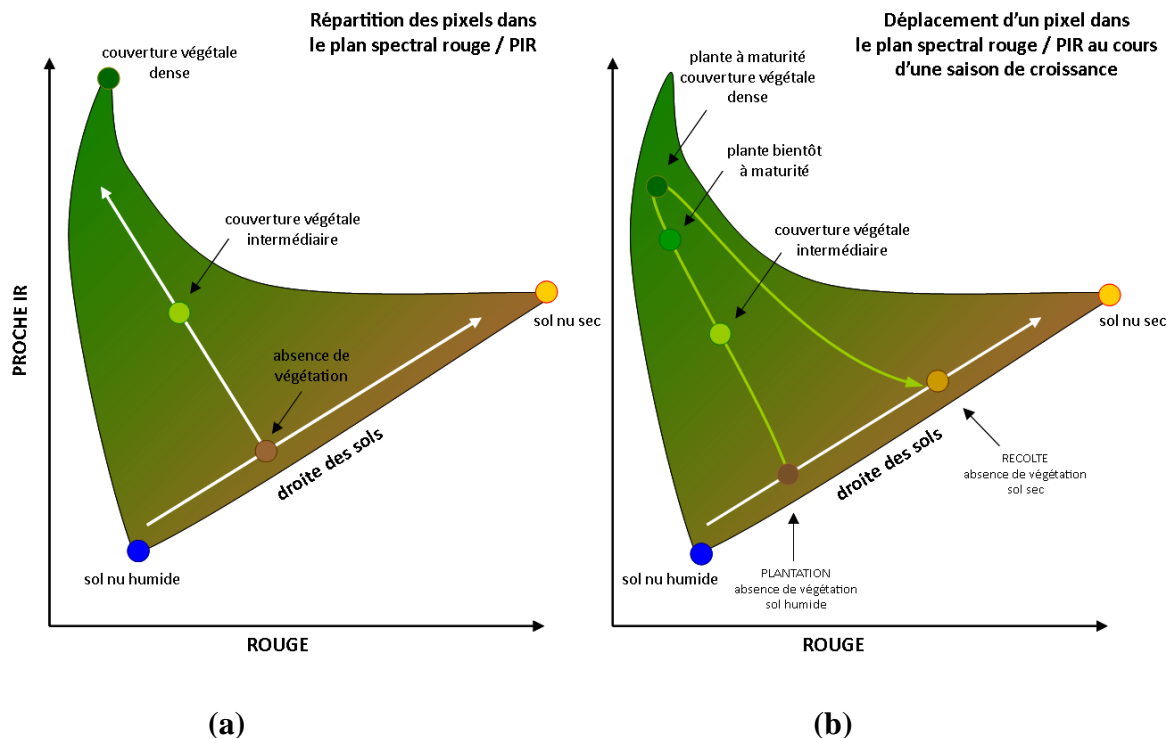 Répartition des pixels dans
le plan spectral rouge / PIR
couverture végétale
dense
couverture végétale
intermédiaire
absence de
végétation
sol nu sec
droite des sols
sol nu humide
PROCHE IR
ROUGE
(a)
Déplacement d'un pixel dans
le plan spectral rouge / PIR au cours
d'une saison de croissance
plante à maturité
couverture végétale
dense
plante bientôt
à maturité
couverture végétale
intermédiaire
sol nu sec
droite des sols
RECOLTE
absence de végétation
sol sec
sol nu humide
PLANTATION
absence de végétation
sol humide
ROUGE
(b)